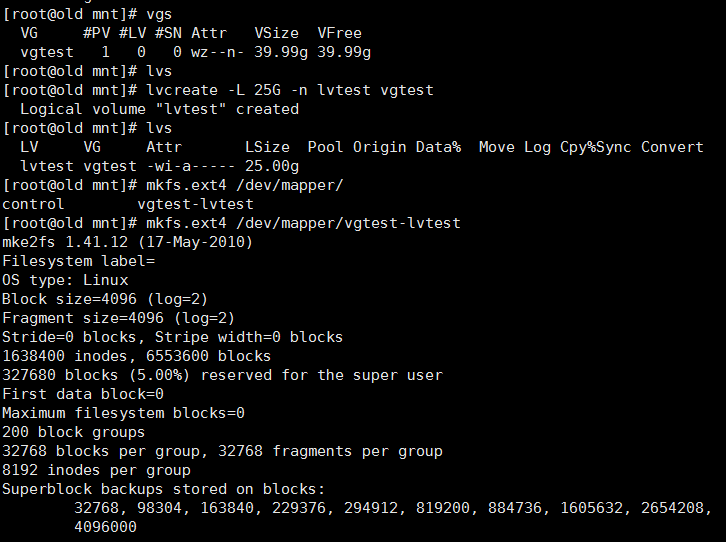 [root@old mnt]# vgs
  VG     #PV #LV #SN Attr   VSize  VFree
  vgtest   1   0   0 wz--n- 39.99g 39.99g
[root@old mnt]# lvs
[root@old mnt]# lvcreate -L 25G -n lvtest vgtest
  Logical volume "lvtest" created
[root@old mnt]# lvs
  LV     VG     Attr       LSize  Pool Origin Data%  Move Log Cpy%Sync Convert
  lvtest vgtest -wi-a----- 25.00g
[root@old mnt]# mkfs.ext4 /dev/mapper/
control        vgtest-lvtest
[root@old mnt]# mkfs.ext4 /dev/mapper/vgtest-lvtest
mke2fs 1.41.12 (17-May-2010)
Filesystem label=
OS type: Linux
Block size=4096 (log=2)
Fragment size=4096 (log=2)
Stride=0 blocks, Stripe width=0 blocks
1638400 inodes, 6553600 blocks
327680 blocks (5.00%) reserved for the super user
First data block=0
Maximum filesystem blocks=0
200 block groups
32768 blocks per group, 32768 fragments per group
8192 inodes per group
Superblock backups stored on blocks:
        32768, 98304, 163840, 229376, 294912, 819200, 884736, 1605632, 2654208,
        4096000